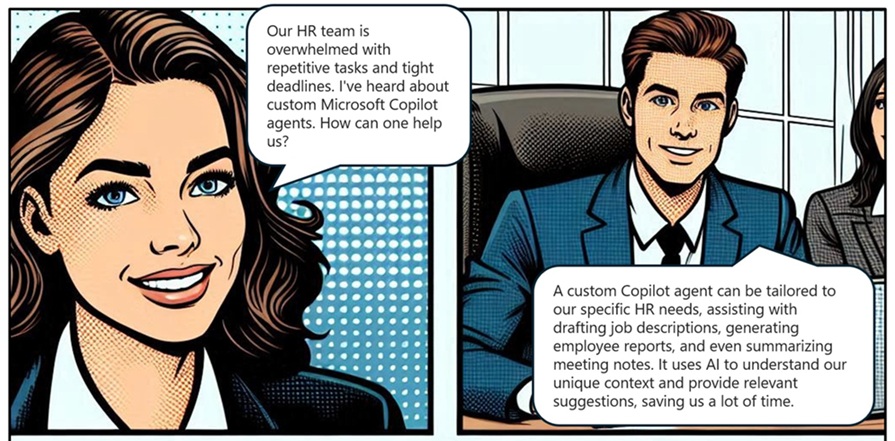 Our HR team is
overwhelmed with
repetitive tasks and tight
deadlines. I've heard about
custom Microsoft Copilot
agents. How can one help
us?
A custom Copilot agent can be tailored to
our specific HR needs, assisting with
drafting job descriptions, generating
employee reports, and even summarizing
meeting notes. It uses AI to understand our
unique context and provide relevant
suggestions, saving us a lot of time.